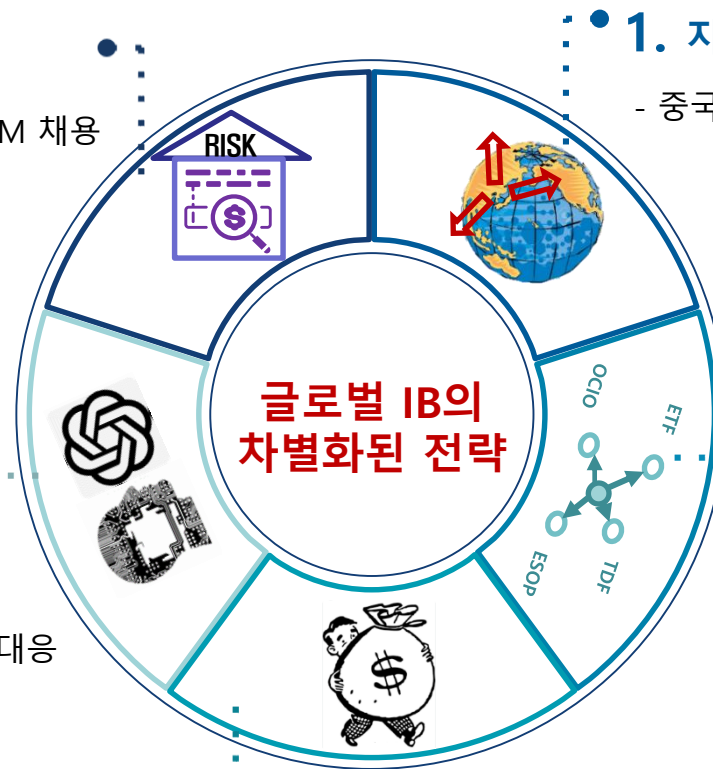 1.
- 중국
M 채용
RISK
$
글로벌 IB의
차별화된 전략
OCIO
ETF
ESOP
TDF
대응
$